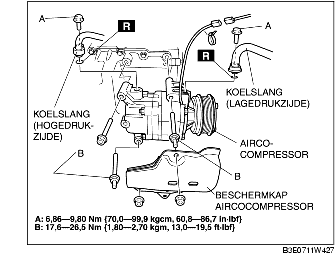 A
R
A
R
KOELSLANG
(LAGEDRUKZIJDE)
KOELSLANG
(HOGEDRUK-
ZIJDE)
AIRCO-
COMPRESSOR
B
B
BESCHERMKAP
AIRCOCOMPRESSOR
A: 6,86—9,80 Nm {70,0—99,9 kgcm, 60,8—86,7 in·lbf}
B: 17,6—26,5 Nm {1,80—2,70 kgm, 13,0—19,5 ft·lbf}
B3E0711W427